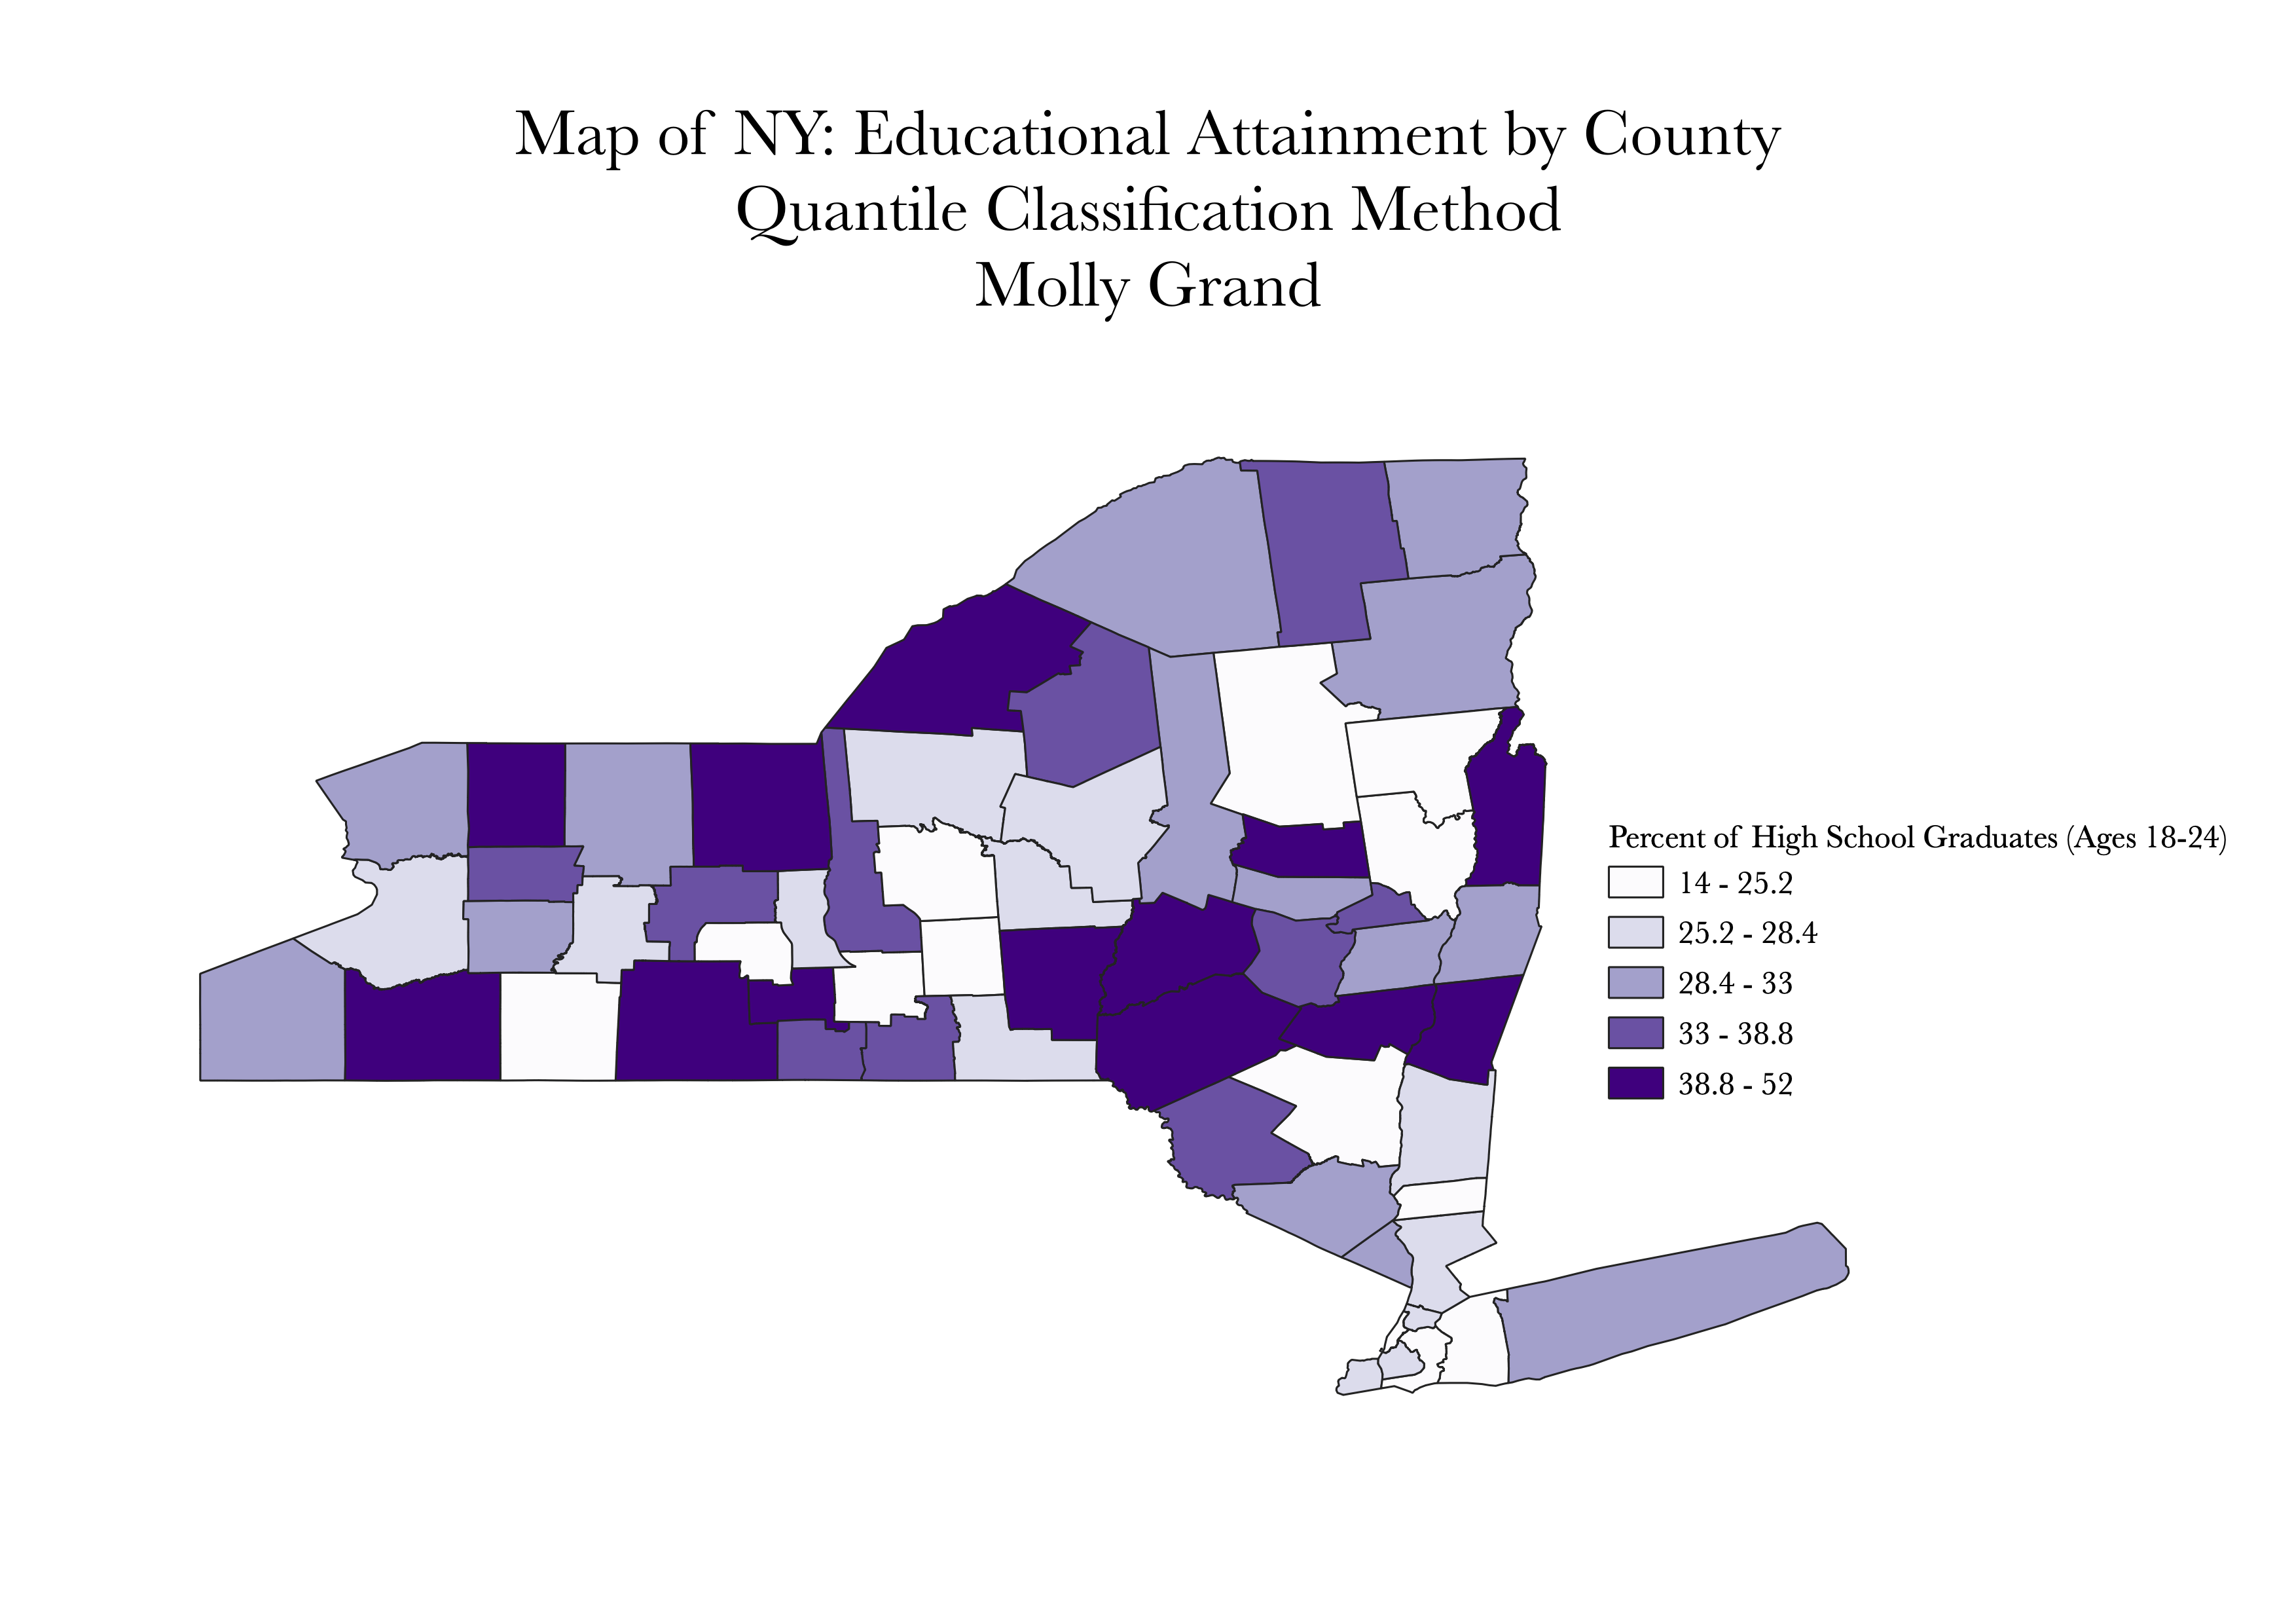 Map of NY: Educational Attainment by County
Quantile Classification Method
Molly Grand
Percent of High School Graduates (Ages 18-24)
14 - 25.2
25.2 - 28.4
28.4 - 33
33 - 38.8
38.8 - 52